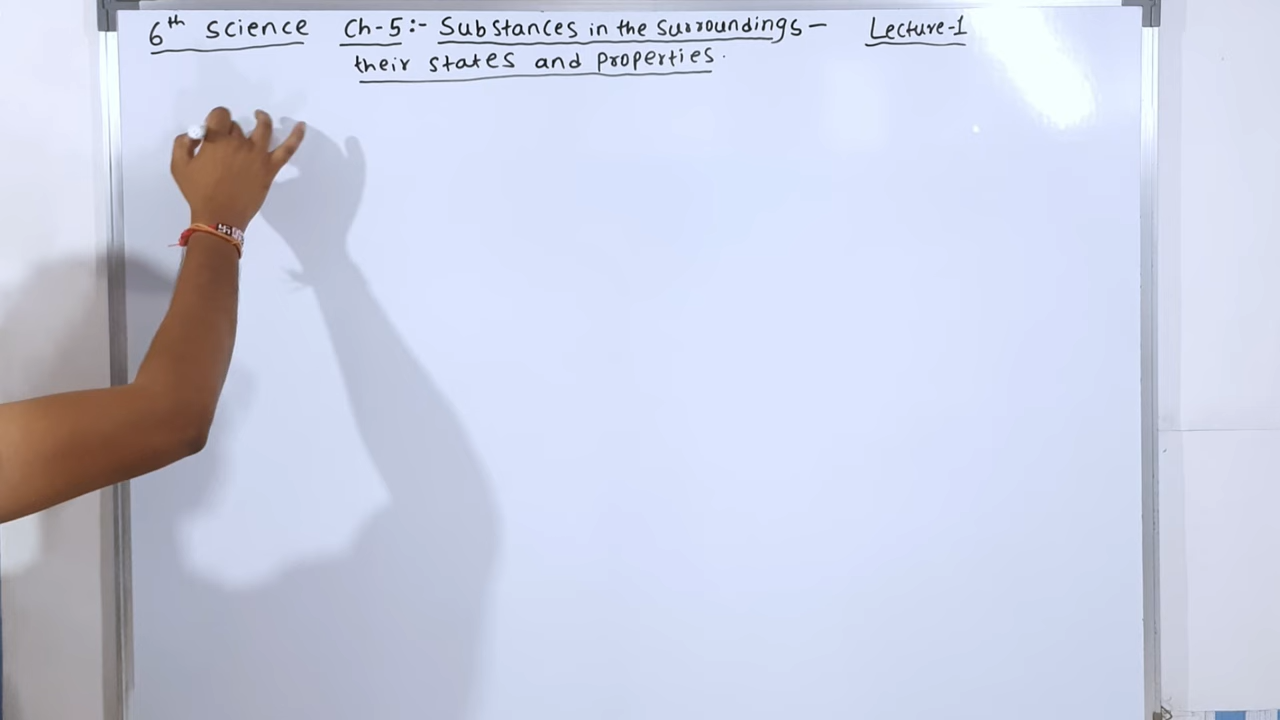 6th Science Ch-5:- Substances in the Surroundings - Lecture-1
their states and properties.